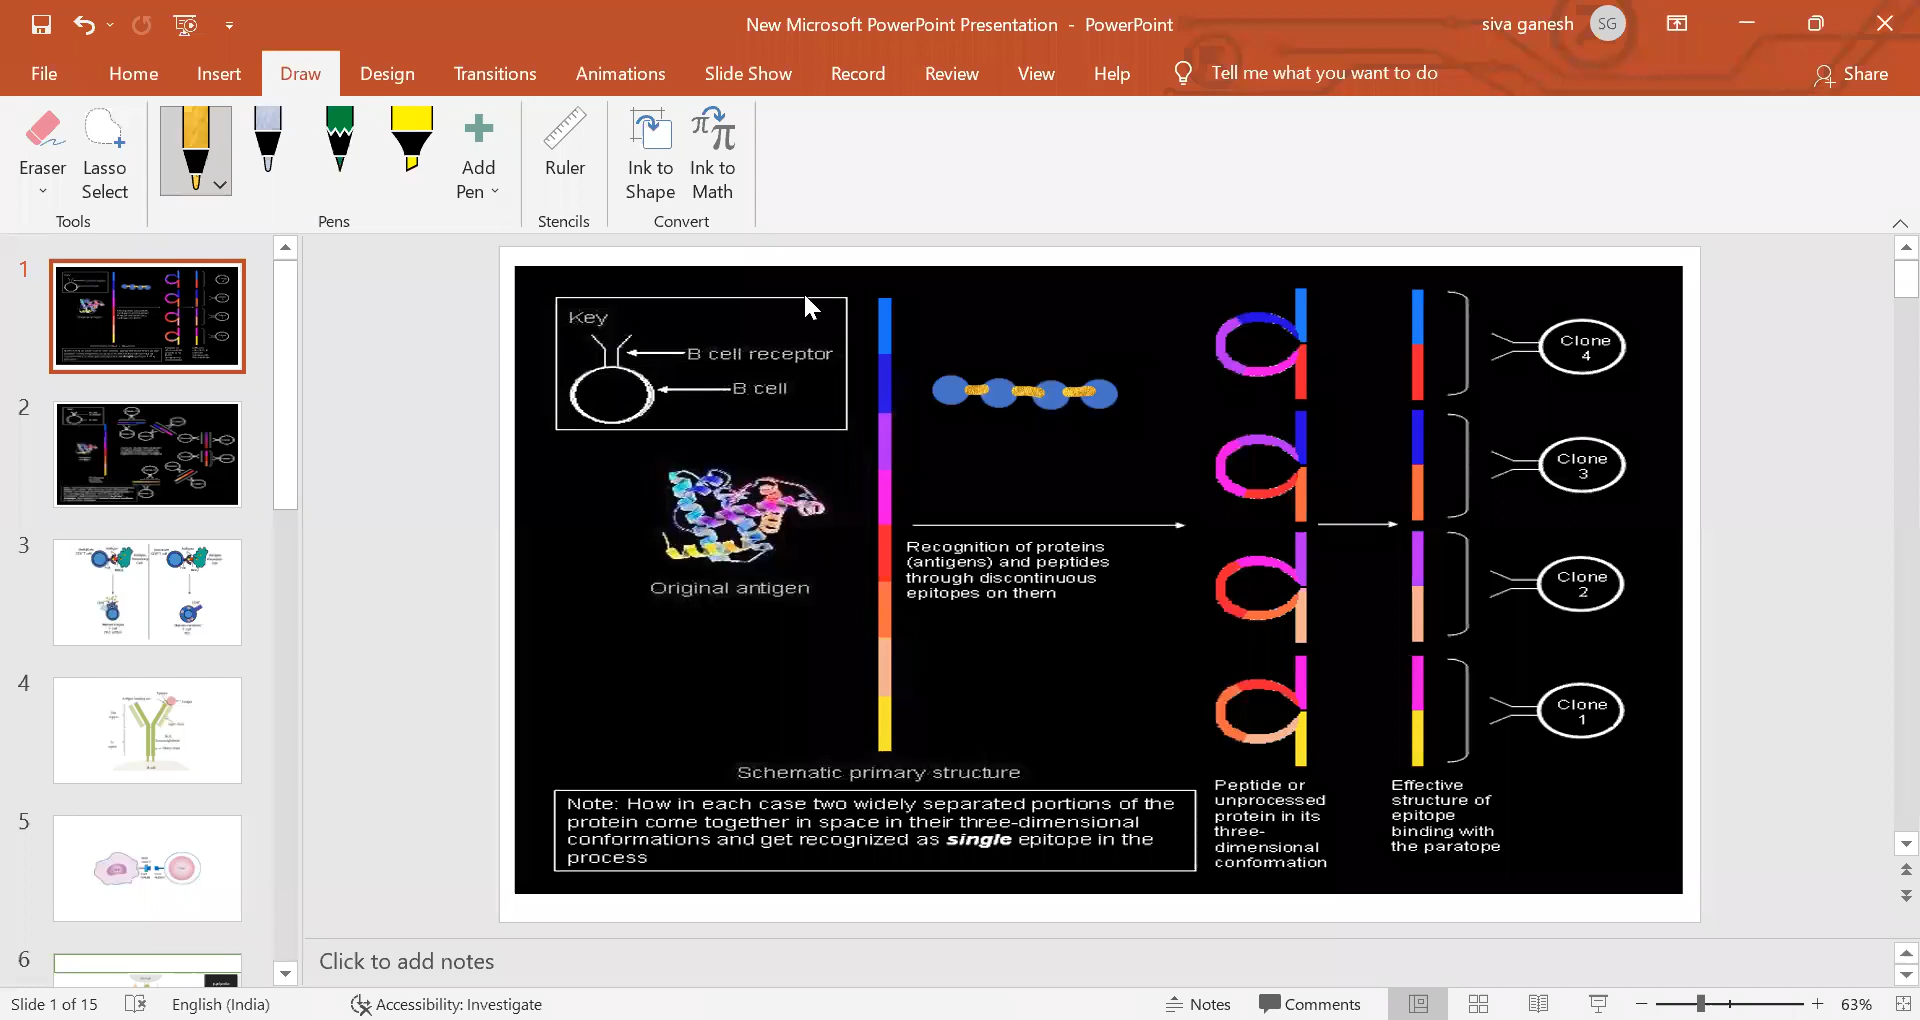 New Microsoft PowerPoint Presentation - PowerPoint
siva ganesh
SG
File
Home
Insert
Draw
Design
Transitions
Animations
Slide Show
Record
Review
View
Help
Tell me what you want to do
Share
Eraser
Lasso
Select
Add
Pen
Ruler
Ink to
Shape
Ink to
Math
Tools
Pens
Stencils
Convert
1
2
3
4
5
6
Key
B cell receptor
B cell
Original antigen
Recognition of proteins
(antigens) and peptides
through discontinuous
epitopes on them
Schematic primary structure
Note: How in each case two widely separated portions of the
protein come together in space in their three-dimensional
conformations and get recognized as single epitope in the
process
Clone
4
Clone
3
Clone
2
Clone
1
Peptide or
unprocessed
protein in its
three-
dimensional
conformation
Effective
structure of
epitope
binding with
the paratope
Click to add notes
Slide 1 of 15
English (India)
Accessibility: Investigate
Notes
Comments
63%